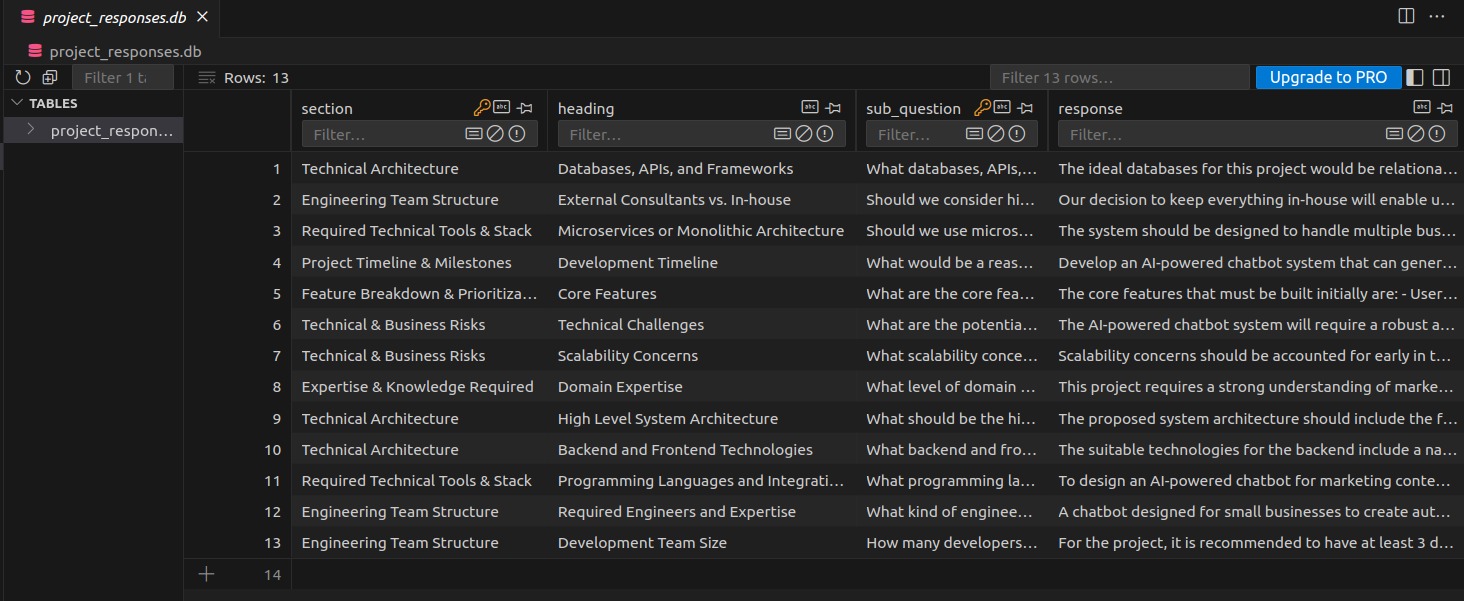 project_responses.db
project_responses.db
Filter 1 ta
Rows: 13
Filter 13 rows...
Upgrade to PRO
TABLES
project_respon...
section heading sub_question response
Filter... Filter... Filter... Filter...
1 Technical Architecture Databases, APIs, and Frameworks What databases, APIs,... The ideal databases for this project would be relationa...
2 Engineering Team Structure External Consultants vs. In-house Should we consider hi... Our decision to keep everything in-house will enable u...
3 Required Technical Tools & Stack Microservices or Monolithic Architecture Should we use micros... The system should be designed to handle multiple bus...
4 Project Timeline & Milestones Development Timeline What would be a reas... Develop an AI-powered chatbot system that can gener...
5 Feature Breakdown & Prioritiza... Core Features What are the core fea... The core features that must be built initially are: - User...
6 Technical & Business Risks Technical Challenges What are the potentia... The AI-powered chatbot system will require a robust a...
7 Technical & Business Risks Scalability Concerns What scalability conce... Scalability concerns should be accounted for early in t...
8 Expertise & Knowledge Required Domain Expertise What level of domain ... This project requires a strong understanding of marke...
9 Technical Architecture High Level System Architecture What should be the hi... The proposed system architecture should include the f...
10 Technical Architecture Backend and Frontend Technologies What backend and fro... The suitable technologies for the backend include a na...
11 Required Technical Tools & Stack Programming Languages and Integrati... What programming la... To design an AI-powered chatbot for marketing conte...
12 Engineering Team Structure Required Engineers and Expertise What kind of enginee... A chatbot designed for small businesses to create aut...
13 Engineering Team Structure Development Team Size How many developers... For the project, it is recommended to have at least 3 d...
14